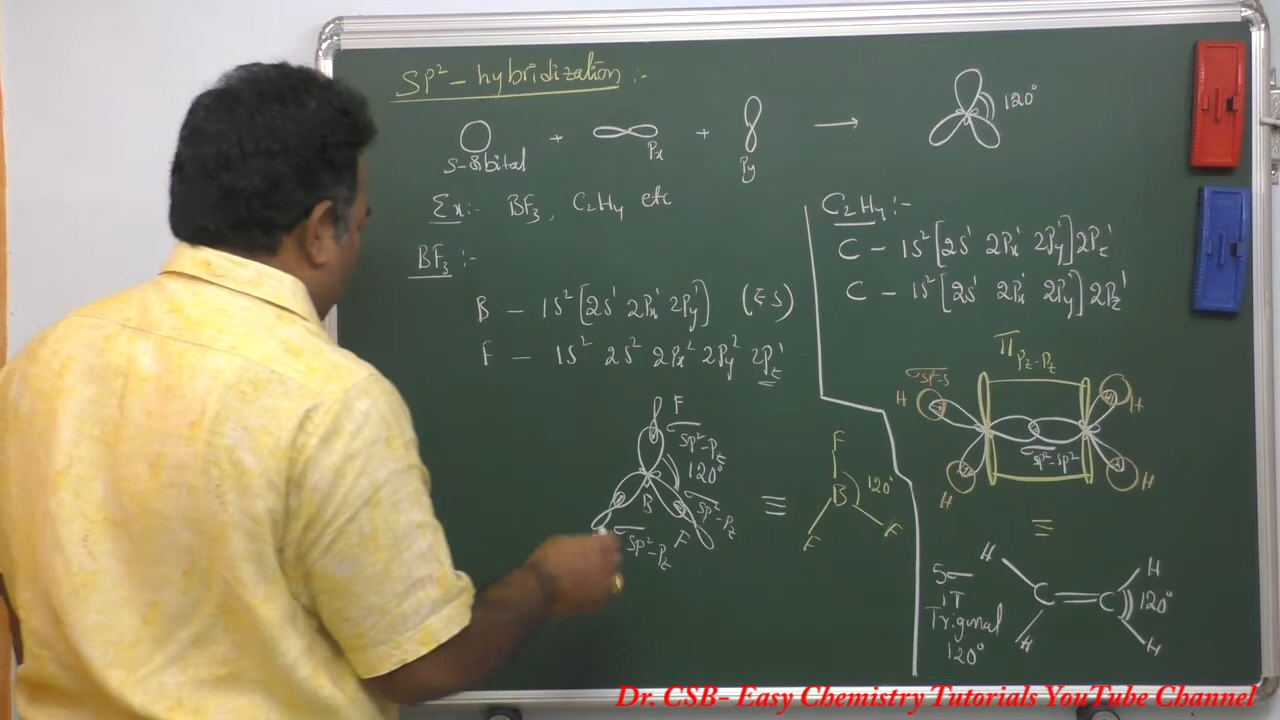 SP²- hybridization :-
S-orbital + Px + Py → 120°
Ex:- BF₃, C₂H₄ etc
BF₃ :-
B - 1S² [2S¹ 2Px¹ 2Py¹] (E S)
F - 1S² 2S² 2Px² 2Py² 2Pz¹
F
σ SP²-Pz
120°
B
σ SP²-Pz
F
σ SP²-Pz
≡
F
B 120°
F F
C₂H₄ :-
C - 1S² [2S¹ 2Px¹ 2Py¹] 2Pz¹
C - 1S² [2S¹ 2Px¹ 2Py¹] 2Pz¹
π Pz-Pz
σ SP²-S
H H
σ SP²-SP²
H H
≡
H H
C = C 120°
H H
5σ
1π
Trigonal
120°
Dr. CSB- Easy Chemistry Tutorials YouTube Channel